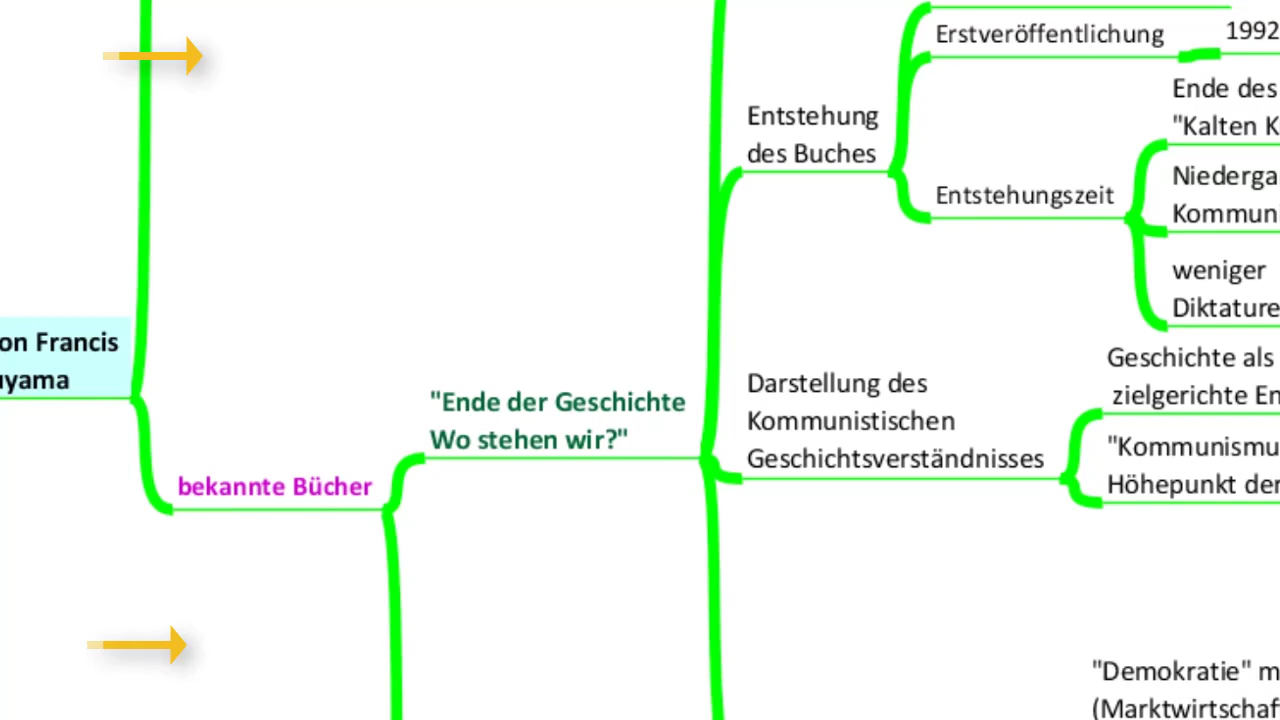 on Francis
yama
bekannte Bücher
"Ende der Geschichte
Wo stehen wir?"
Entstehung
des Buches
Erstveröffentlichung
1992
Entstehungszeit
Ende des
"Kalten K
Niederga
Kommuni
weniger
Diktature
Darstellung des
Kommunistischen
Geschichtsverständnisses
Geschichte als
zielgerichte En
"Kommunismu
Höhepunkt der
"Demokratie" m
(Marktwirtschaf